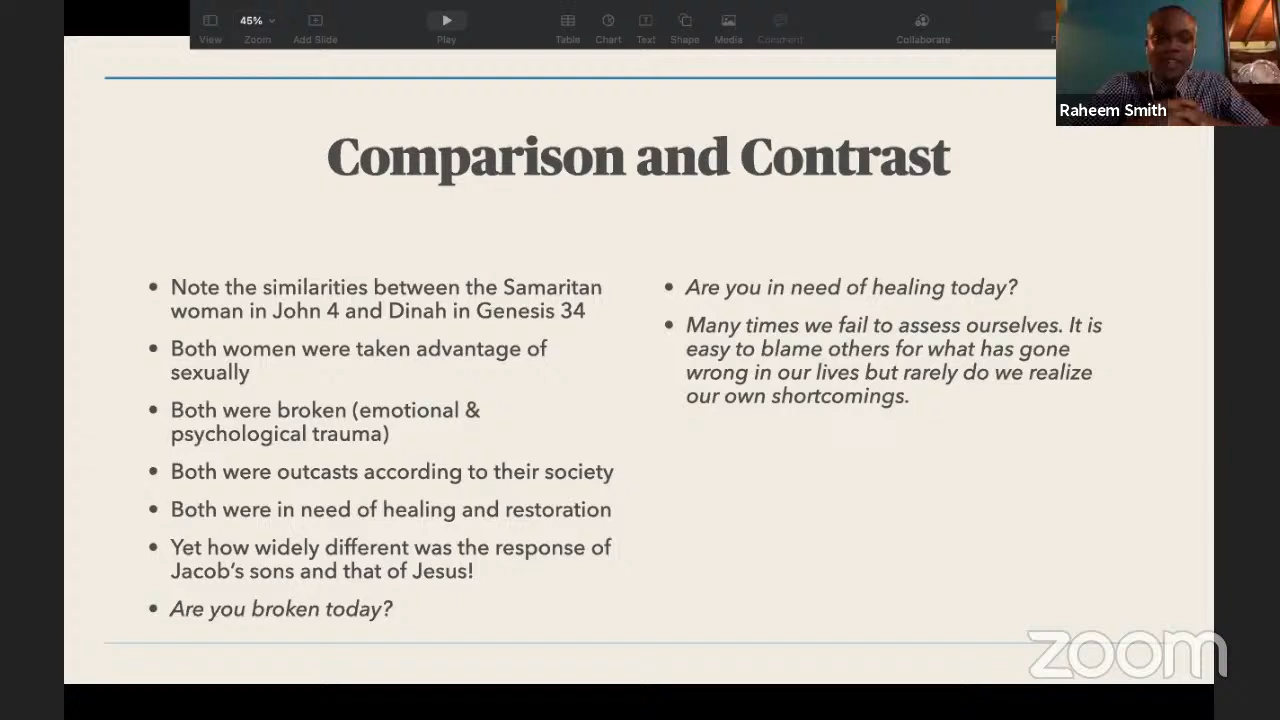 45%
View
Zoom
Add Slide
Play
Table
Chart
Text
Shape
Media
Comment
Collaborate
Raheem Smith
Comparison and Contrast
• Note the similarities between the Samaritan
woman in John 4 and Dinah in Genesis 34
• Both women were taken advantage of
sexually
• Both were broken (emotional &
psychological trauma)
• Both were outcasts according to their society
• Both were in need of healing and restoration
• Yet how widely different was the response of
Jacob's sons and that of Jesus!
• Are you broken today?
• Are you in need of healing today?
• Many times we fail to assess ourselves. It is
easy to blame others for what has gone
wrong in our lives but rarely do we realize
our own shortcomings.
zoom